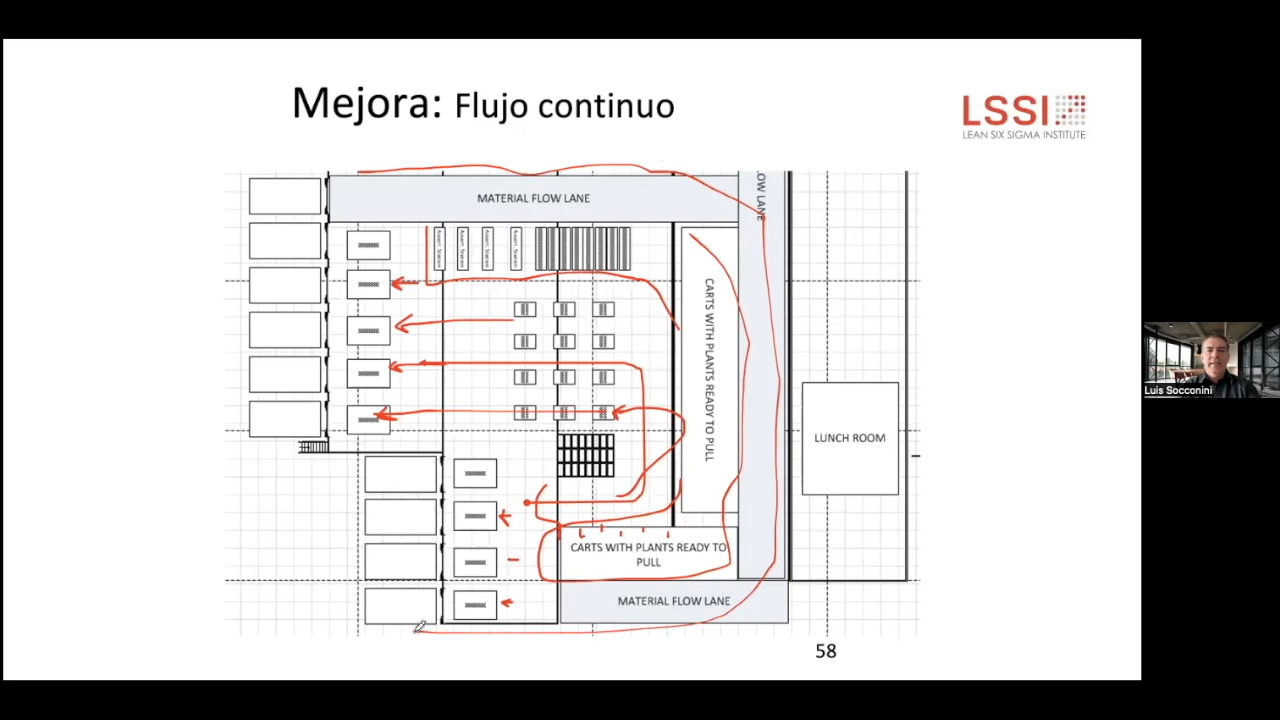 Mejora: Flujo continuo
LSSI
LEAN SIX SIGMA INSTITUTE
MATERIAL FLOW LANE
OW LANE
CARTS WITH PLANTS READY TO PULL
LUNCH ROOM
CARTS WITH PLANTS READY TO
PULL
MATERIAL FLOW LANE
58
Luis Socconini